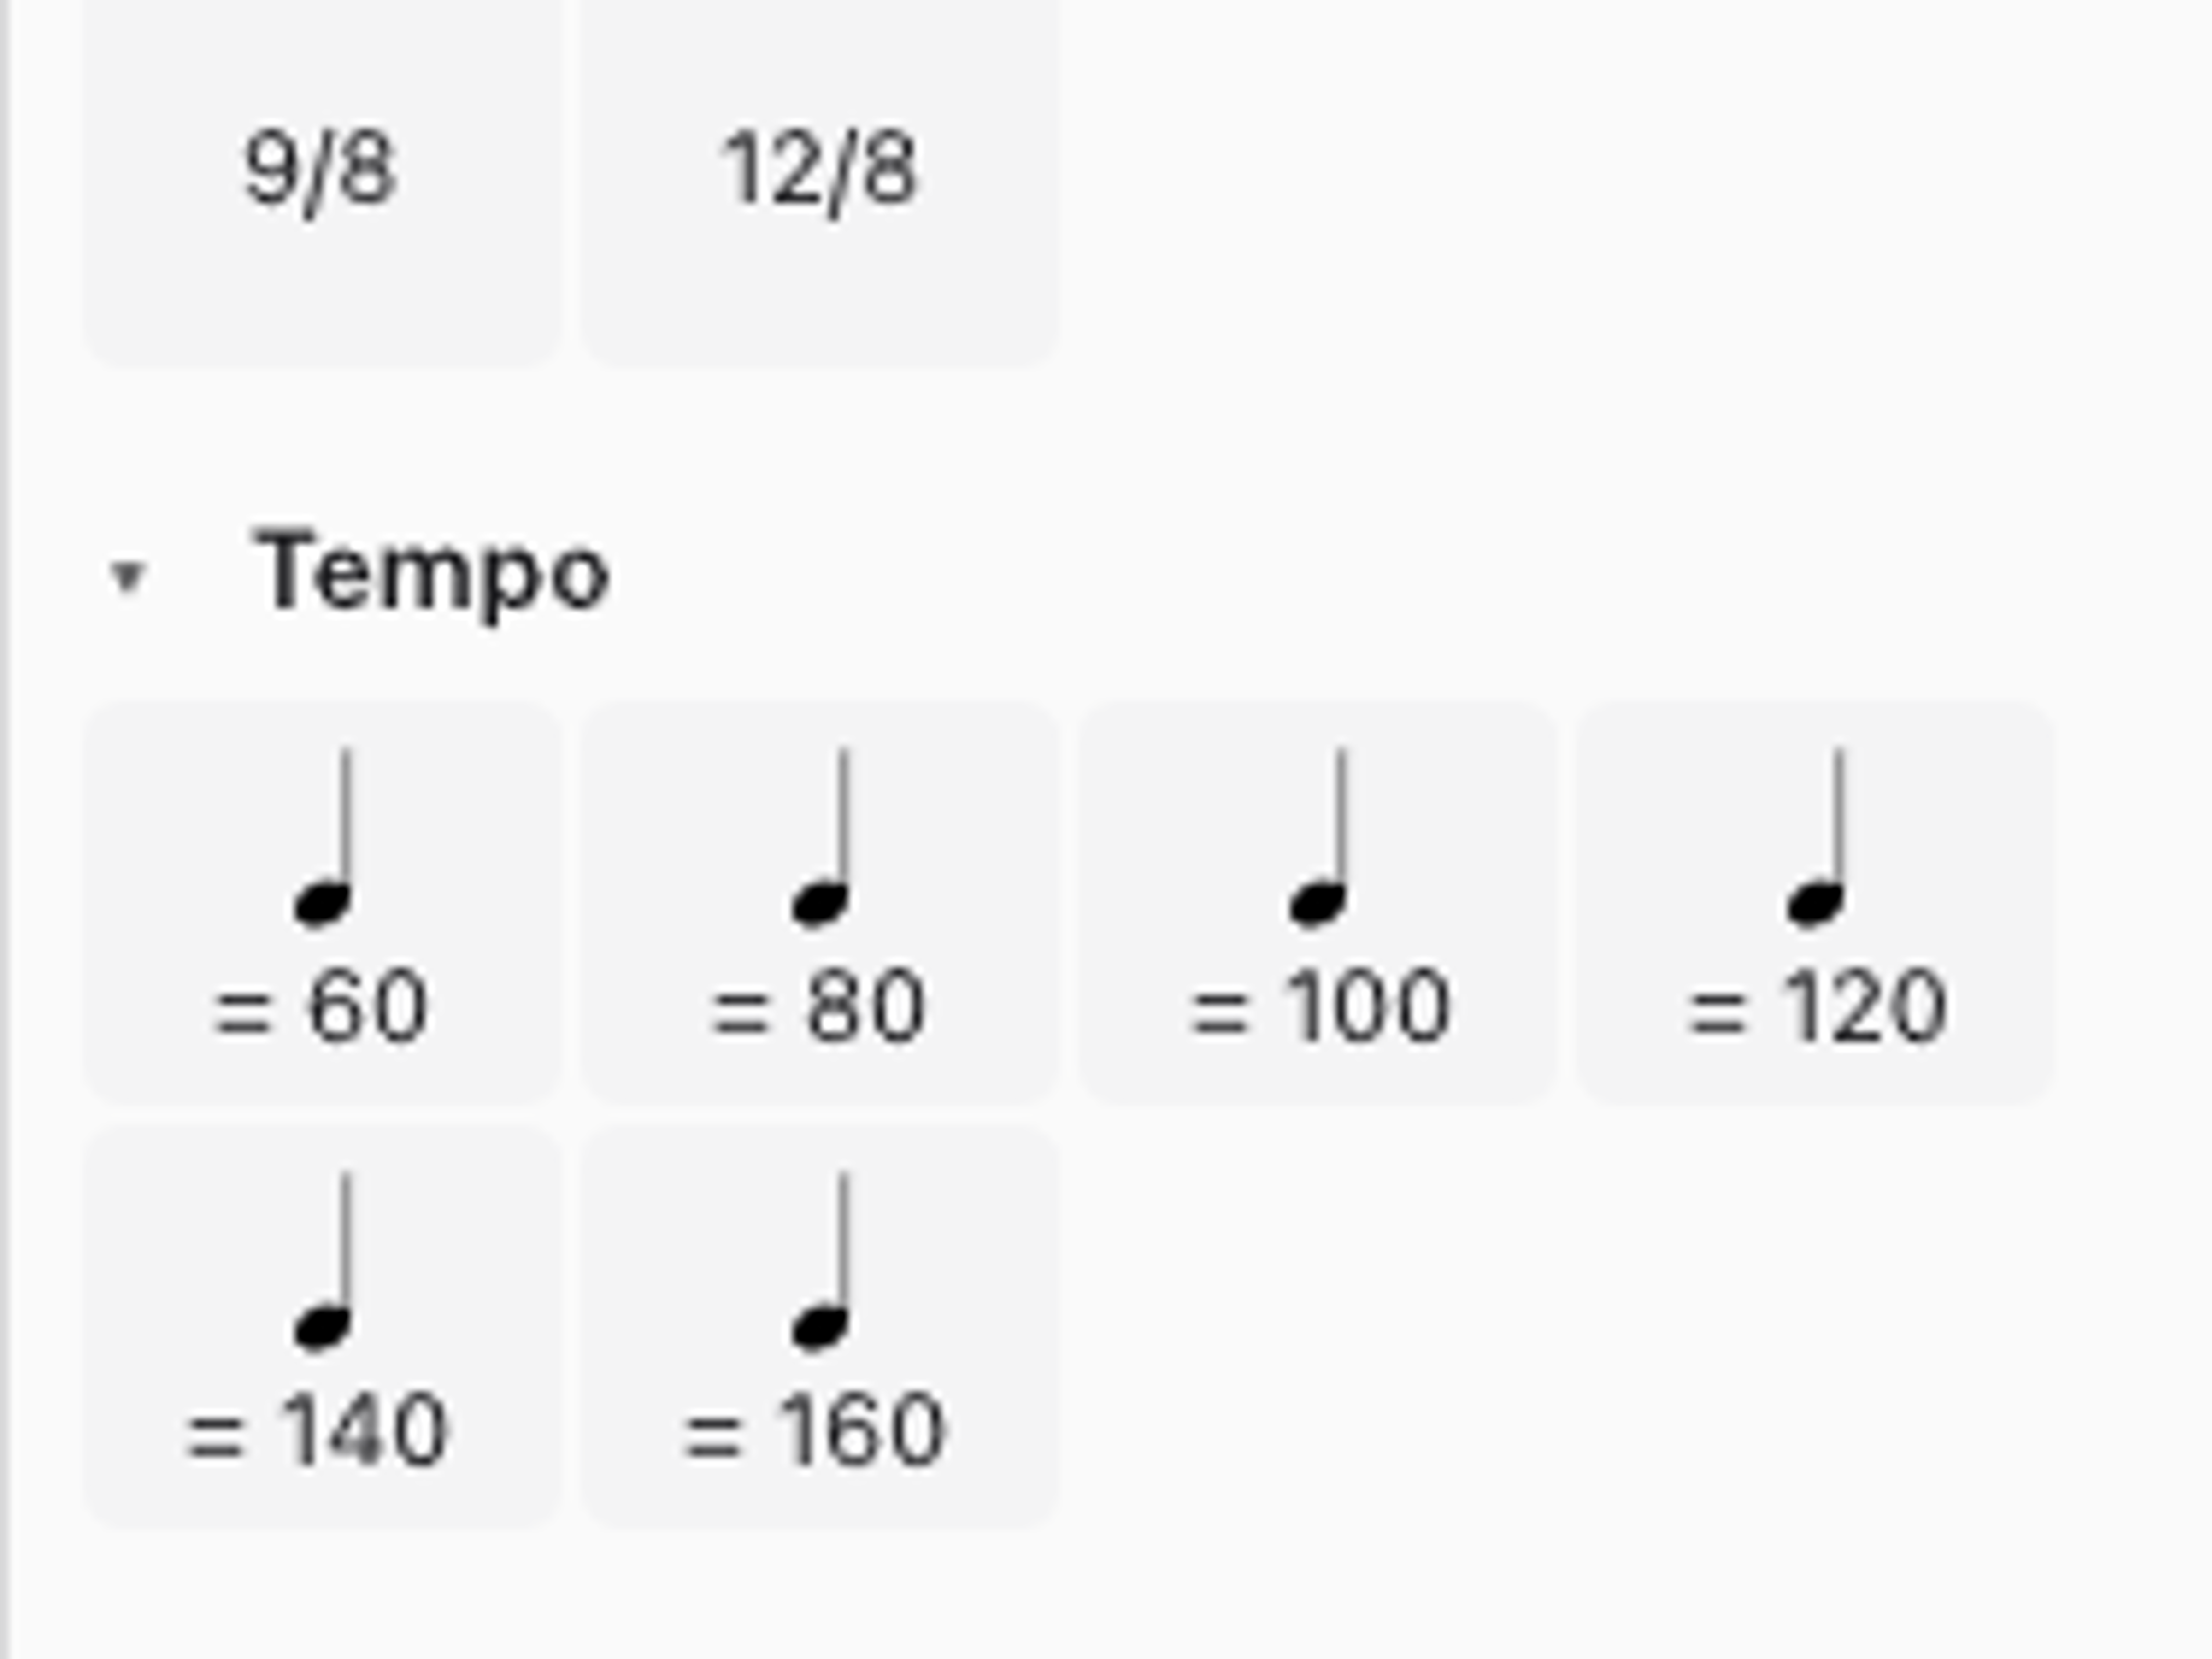 9/8 12/8
Tempo
= 60 = 80 = 100 = 120
= 140 = 160